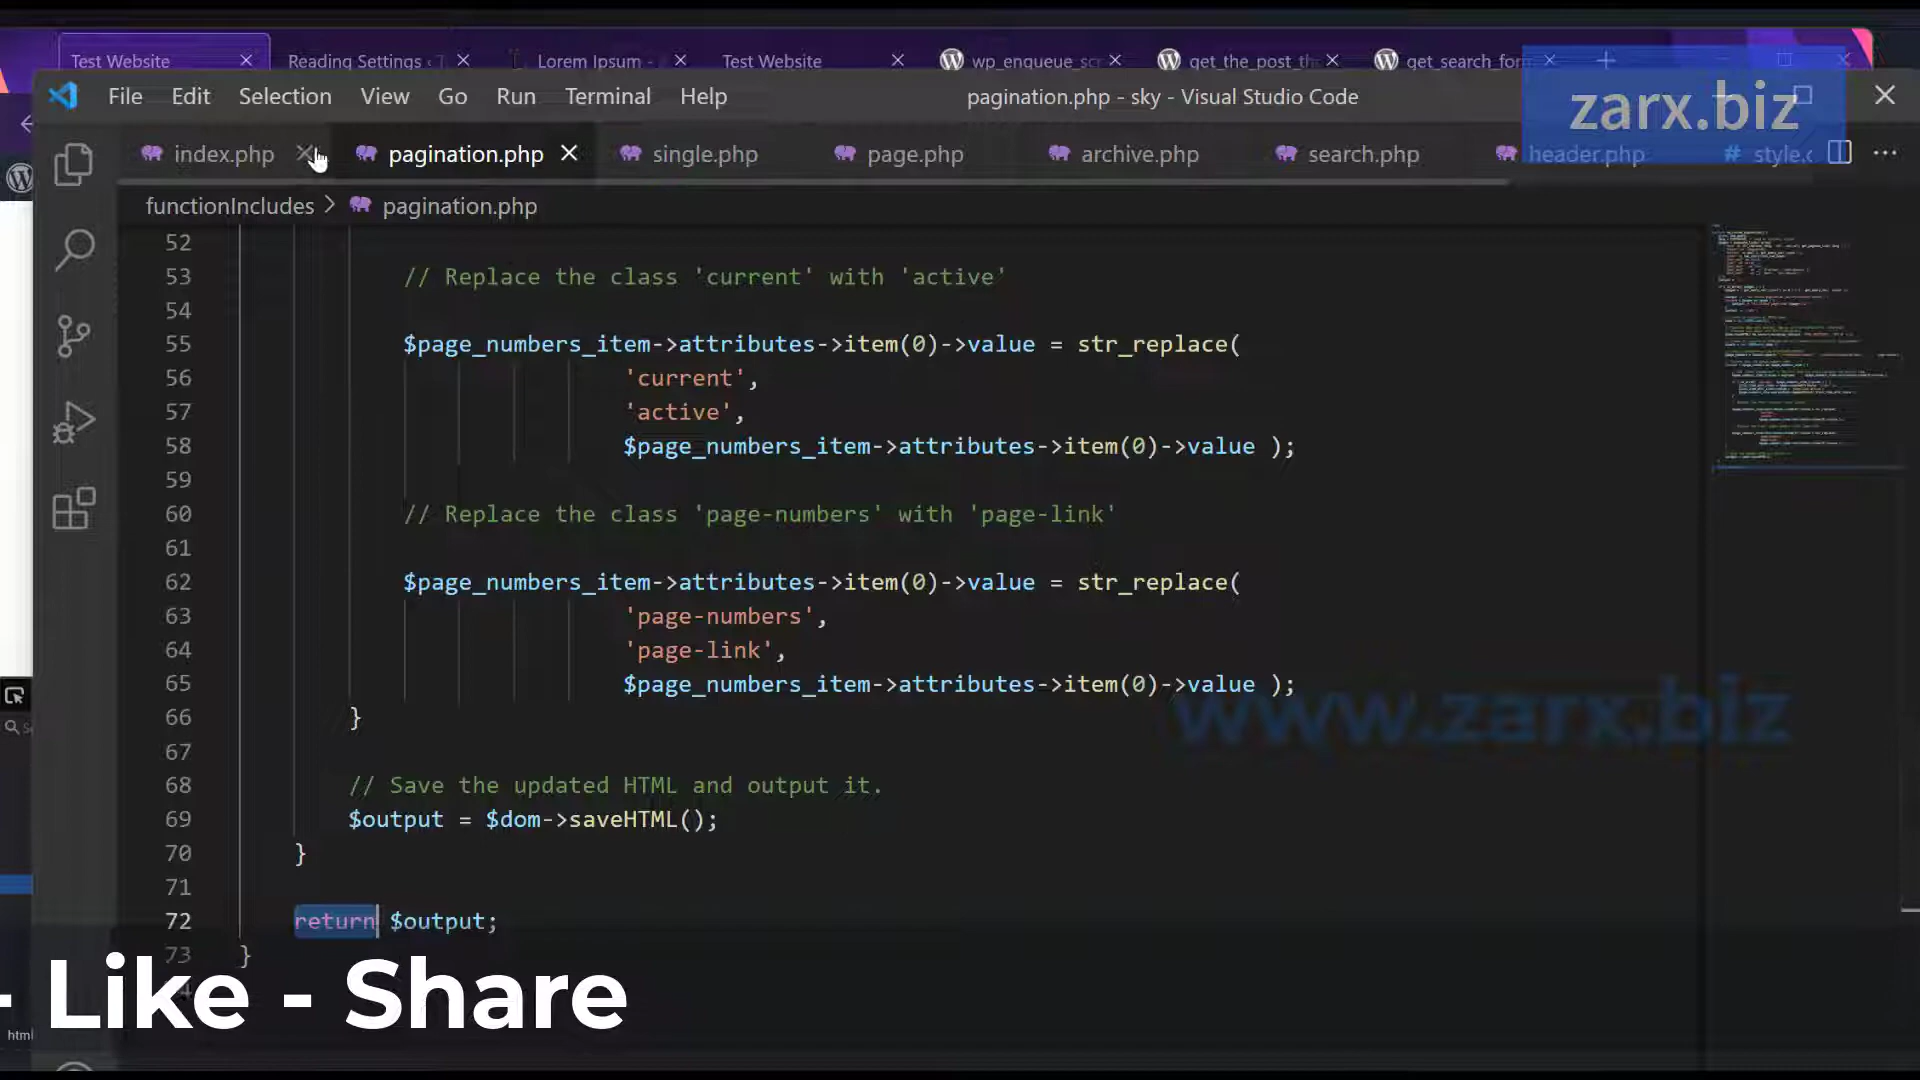 Test Website
Reading Settings
Lorem Ipsum -
Test Website
wp_enqueue_scr
get_the_post_th
get_search_form
File Edit Selection View Go Run Terminal Help
pagination.php - sky - Visual Studio Code
zarx.biz
index.php
pagination.php
single.php
page.php
archive.php
search.php
header.php
# style.c
functionIncludes > pagination.php
52
53 // Replace the class 'current' with 'active'
54
55 $page_numbers_item->attributes->item(0)->value = str_replace(
56 'current',
57 'active',
58 $page_numbers_item->attributes->item(0)->value );
59
60 // Replace the class 'page-numbers' with 'page-link'
61
62 $page_numbers_item->attributes->item(0)->value = str_replace(
63 'page-numbers',
64 'page-link',
65 $page_numbers_item->attributes->item(0)->value );
66 }
67
68 // Save the updated HTML and output it.
69 $output = $dom->saveHTML();
70 }
71
72 return $output;
73 }
www.zarx.biz
- Like - Share
html